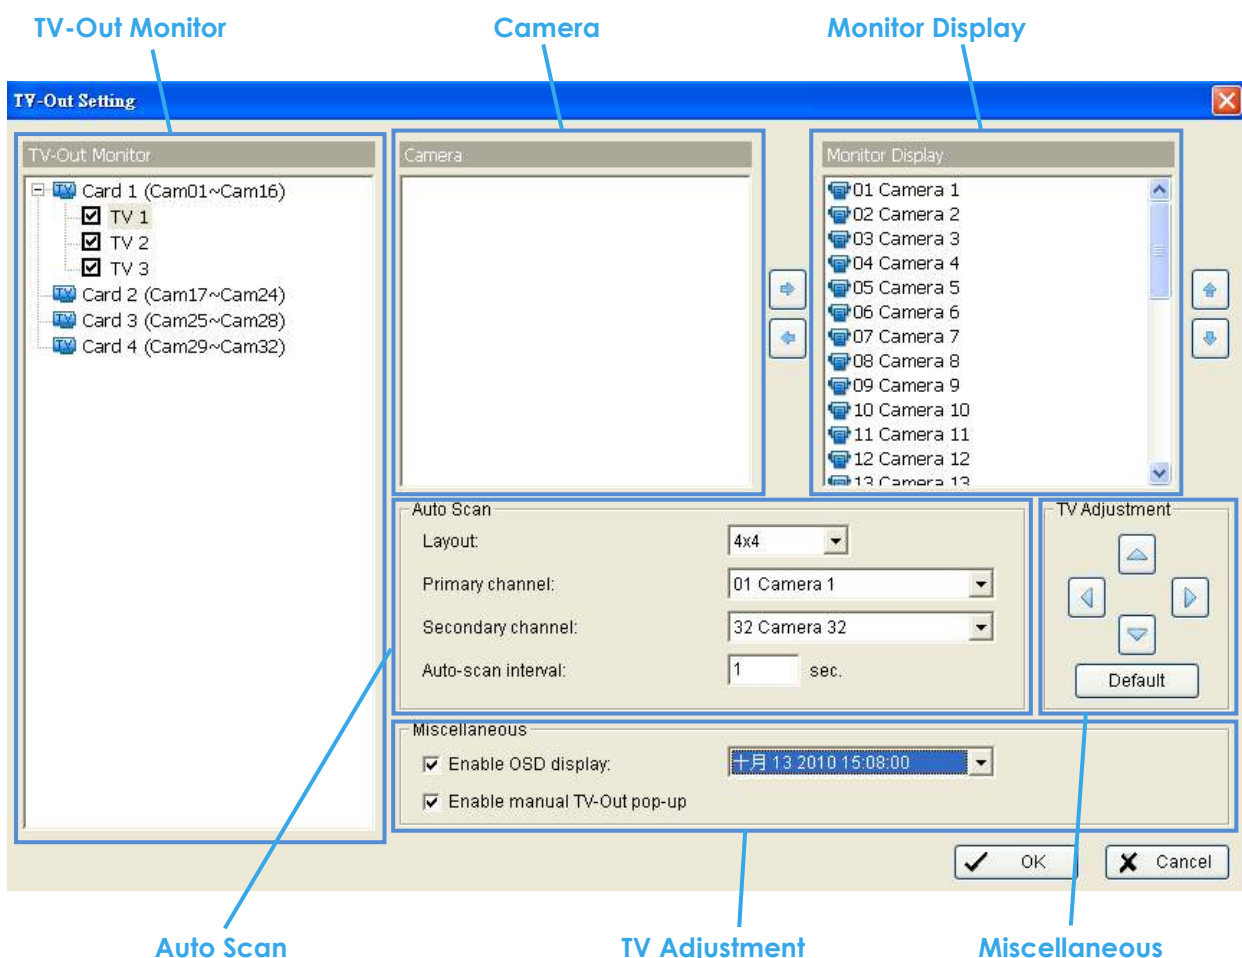 TV-Out Monitor Camera Monitor Display
TV-Out Setting
TV-Out Monitor
Card 1 (Cam01~Cam16)
TV 1
TV 2
TV 3
Card 2 (Cam17~Cam24)
Card 3 (Cam25~Cam28)
Card 4 (Cam29~Cam32)
Camera
Monitor Display
01 Camera 1
02 Camera 2
03 Camera 3
04 Camera 4
05 Camera 5
06 Camera 6
07 Camera 7
08 Camera 8
09 Camera 9
10 Camera 10
11 Camera 11
12 Camera 12
13 Camera 13
Auto Scan
Layout: 4x4
Primary channel: 01 Camera 1
Secondary channel: 32 Camera 32
Auto-scan interval: 1 sec.
TV Adjustment
Default
Miscellaneous
Enable OSD display: 十月 13 2010 15:08:00
Enable manual TV-Out pop-up
OK Cancel
Auto Scan TV Adjustment Miscellaneous